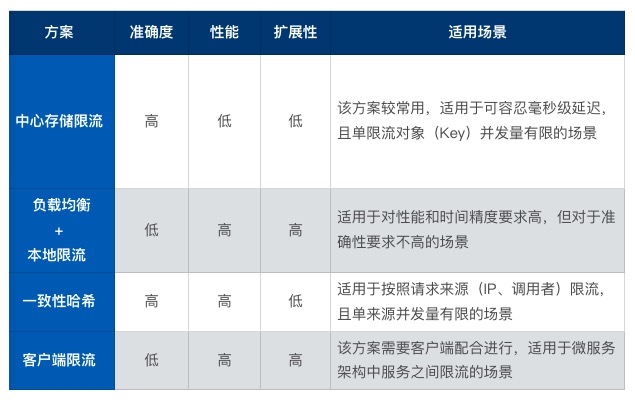 方案 准确度 性能 扩展性 适用场景
中心存储限流 高 低 低 该方案较常用，适用于可容忍毫秒级延迟，
且单限流对象（Key）并发量有限的场景
负载均衡
+
本地限流 低 高 高 适用于对性能和时间精度要求高，但对于准
确性要求不高的场景
一致性哈希 高 高 低 适用于按照请求来源（IP、调用者）限流，
且单来源并发量有限的场景
客户端限流 低 高 高 该方案需要客户端配合进行，适用于微服务
架构中服务之间限流的场景